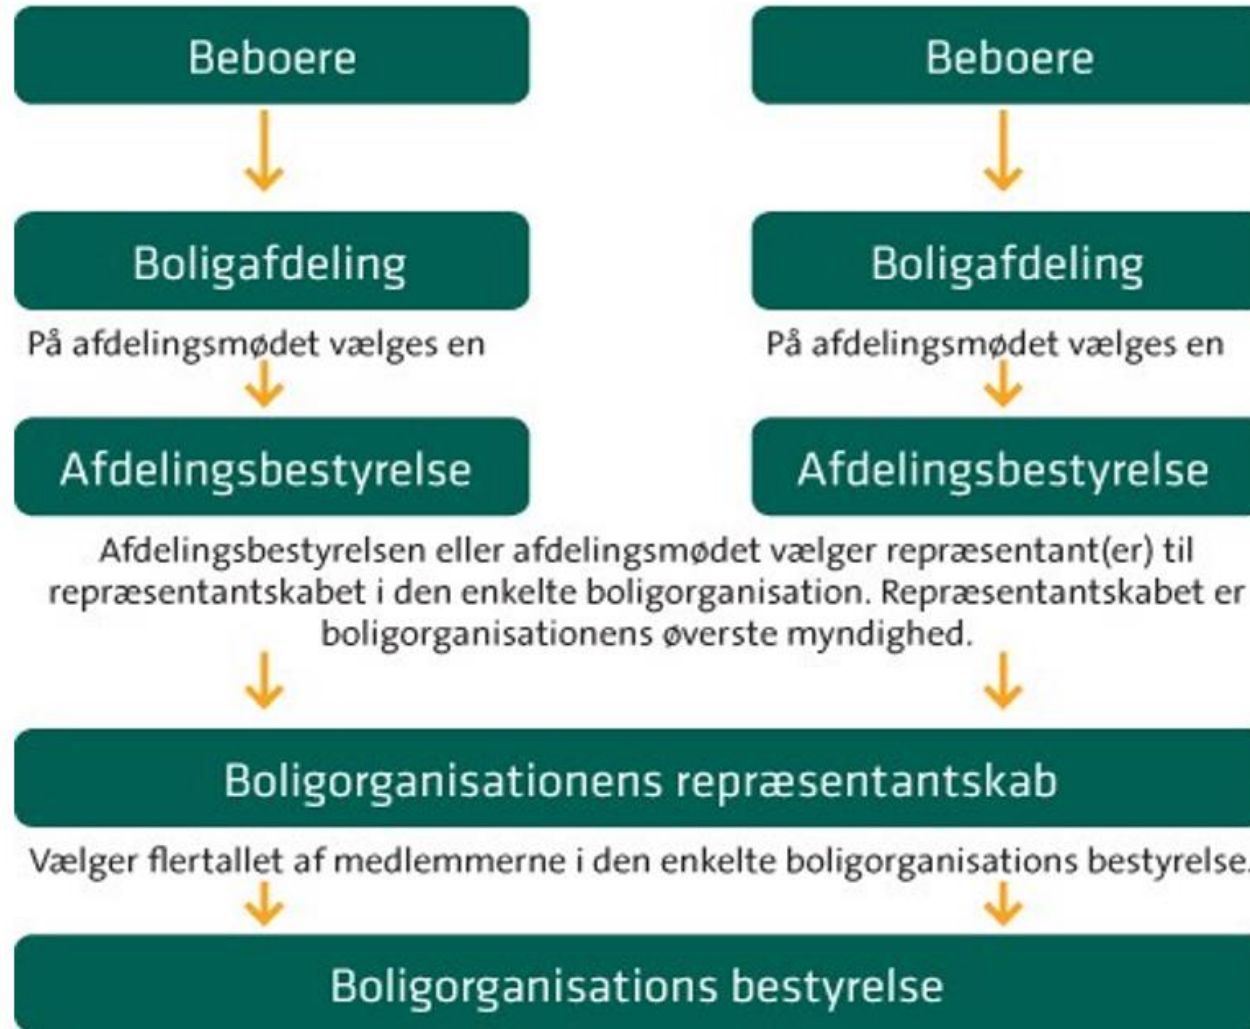 Beboere
Beboere
Boligafdeling
Boligafdeling
På afdelingsmødet vælges en
På afdelingsmødet vælges en
Afdelingsbestyrelse
Afdelingsbestyrelse
Afdelingsbestyrelsen eller afdelingsmødet vælger repræsentant(er) til
repræsentantskabet i den enkelte boligorganisation. Repræsentantskabet er
boligorganisationens øverste myndighed.
Boligorganisationens repræsentantskab
Vælger flertallet af medlemmerne i den enkelte boligorganisations bestyrelse.
Boligorganisations bestyrelse